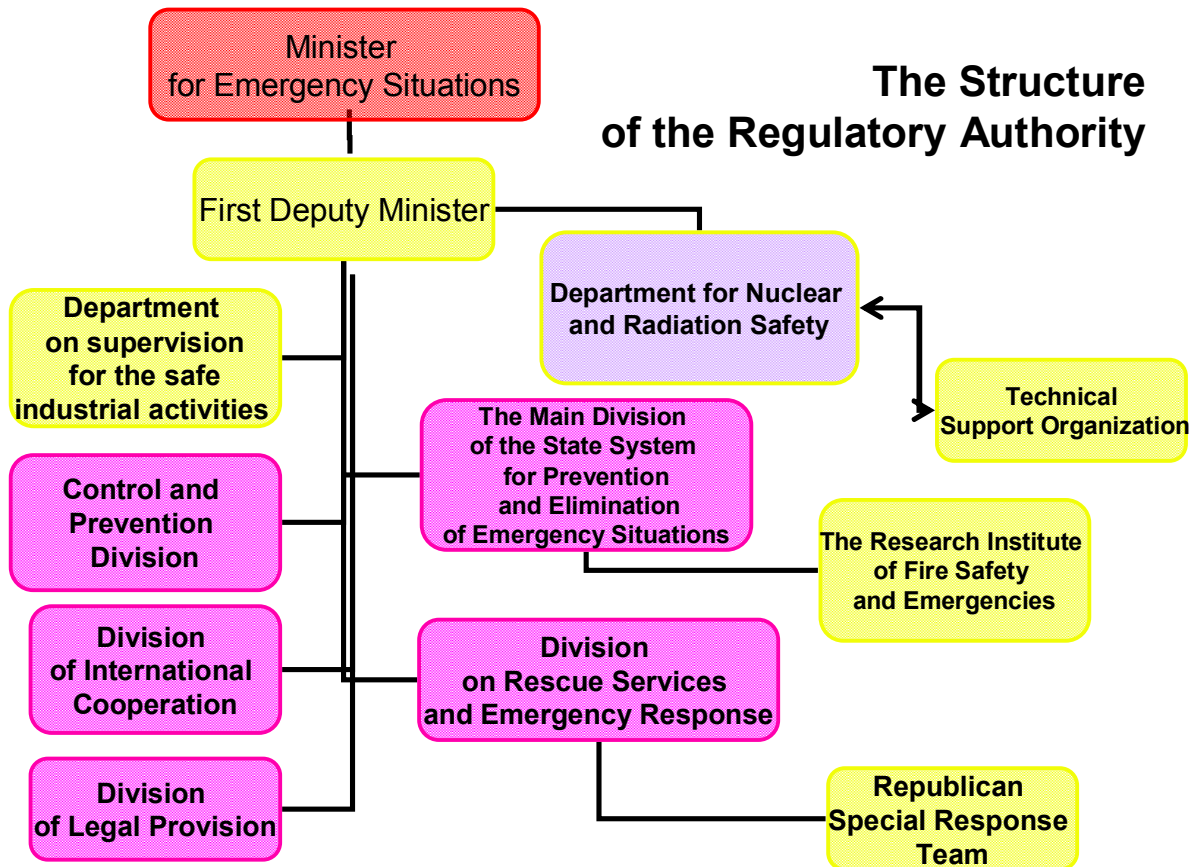 Minister
for Emergency Situations
The Structure
of the Regulatory Authority
First Deputy Minister
Department for Nuclear
and Radiation Safety
Department
on supervision
for the safe
industrial activities
Technical
Support Organization
The Main Division
of the State System
for Prevention
and Elimination
of Emergency Situations
Control and
Prevention
Division
The Research Institute
of Fire Safety
and Emergencies
Division
of International
Cooperation
Division
on Rescue Services
and Emergency Response
Division
of Legal Provision
Republican
Special Response
Team